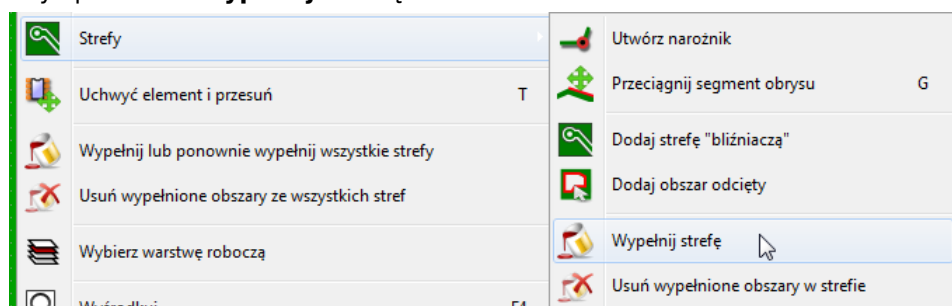 Strefy
Uchwyć element i przesuń T
Wypełnij lub ponownie wypełnij wszystkie strefy
Usuń wypełnione obszary ze wszystkich stref
Wybierz warstwę roboczą
Utwórz narożnik
Przeciągnij segment obrysu G
Dodaj strefę "bliźniaczą"
Dodaj obszar odcięty
Wypełnij strefę
Usuń wypełnione obszary w strefie